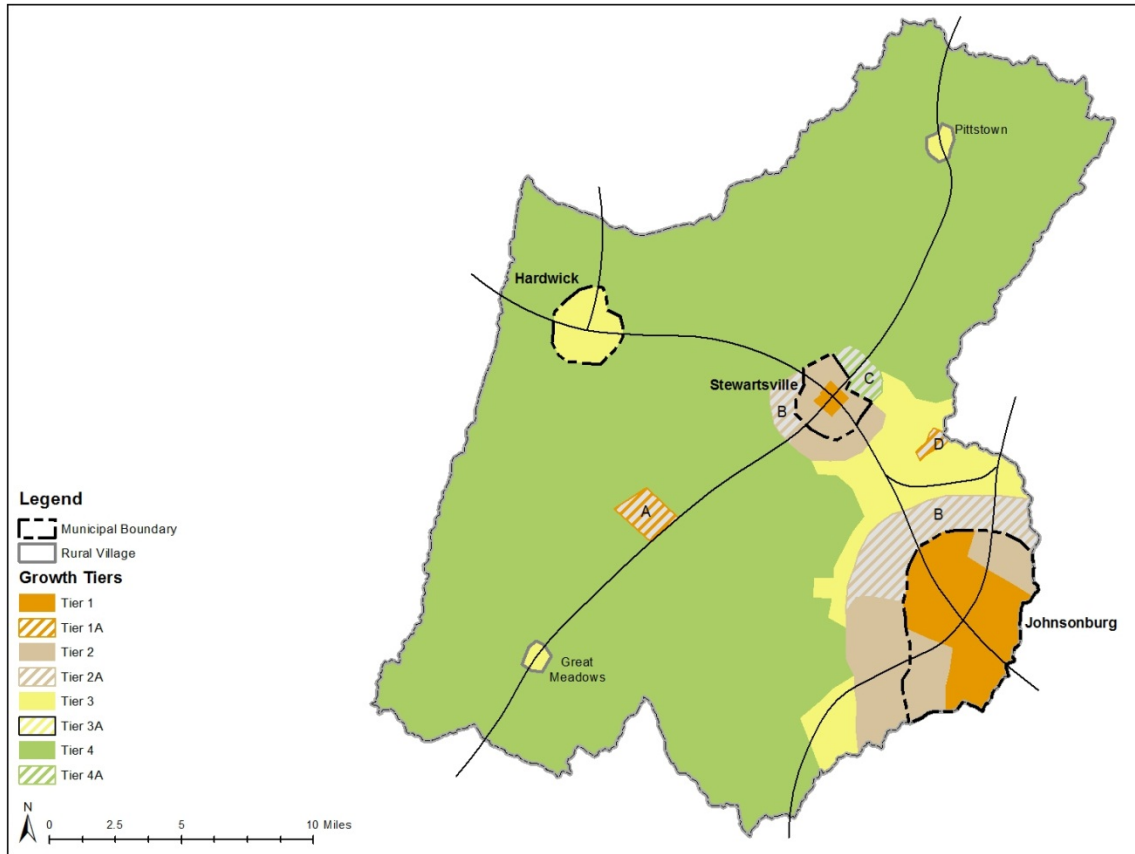 Pittstown
Hardwick
Stewartsville
C
B
D
A
B
Johnsonburg
Great
Meadows
Legend
Municipal Boundary
Rural Village
Growth Tiers
Tier 1
Tier 1A
Tier 2
Tier 2A
Tier 3
Tier 3A
Tier 4
Tier 4A
N
0 2.5 5 10 Miles